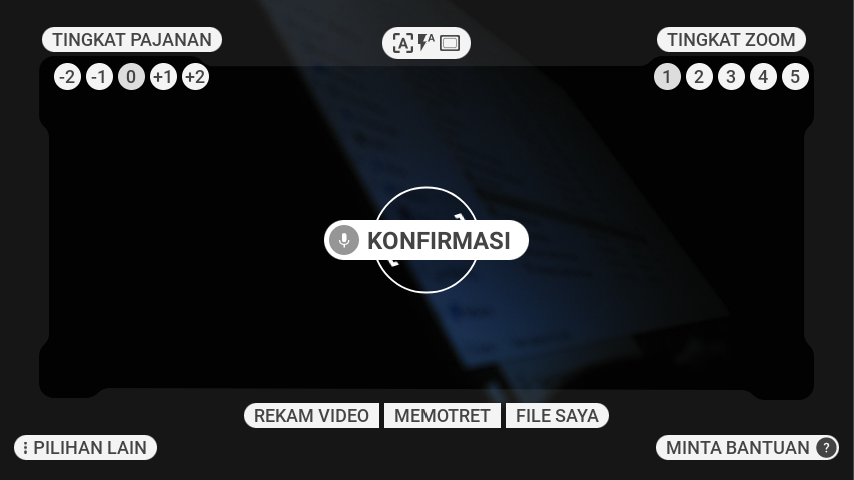 TINGKAT PAJANAN
A
A
TINGKAT ZOOM
-2 -1 0 +1 +2
1 2 3 4 5
KONFIRMASI
REKAM VIDEO MEMOTRET FILE SAYA
PILIHAN LAIN
MINTA BANTUAN ?